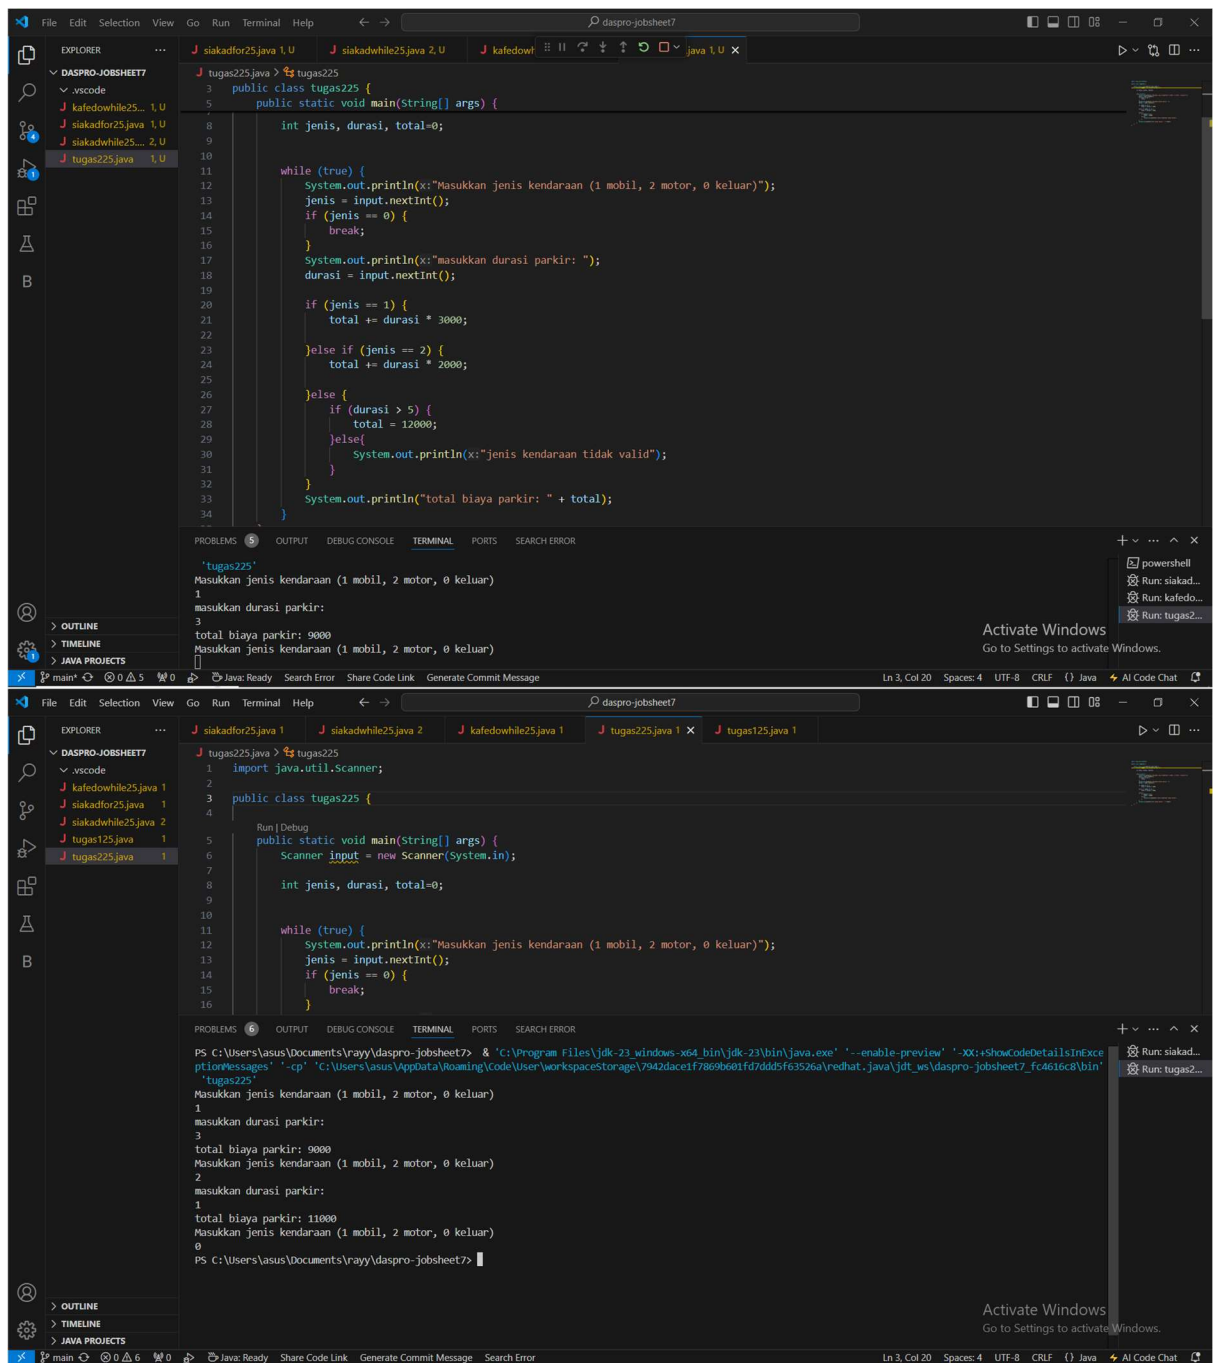 File Edit Selection View Go Run Terminal Help
daspro-jobsheet7
EXPLORER
siakadfor25.java 1, U
siakadwhile25.java 2, U
kafedowh
java 1, U
DASPRO-JOBSHEET7
.vscode
kafedowhile25... 1, U
siakadfor25.java 1, U
siakadwhile25.... 2, U
tugas225.java 1, U
tugas225.java > tugas225
3 public class tugas225 {
5 public static void main(String[] args) {
8 int jenis, durasi, total=0;
9
10
11 while (true) {
12 System.out.println(x:"Masukkan jenis kendaraan (1 mobil, 2 motor, 0 keluar)");
13 jenis = input.nextInt();
14 if (jenis == 0) {
15 break;
16 }
17 System.out.println(x:"masukkan durasi parkir: ");
18 durasi = input.nextInt();
19
20 if (jenis == 1) {
21 total += durasi * 3000;
22
23 }else if (jenis == 2) {
24 total += durasi * 2000;
25
26 }else {
27 if (durasi > 5) {
28 total = 12000;
29 }else{
30 System.out.println(x:"jenis kendaraan tidak valid");
31 }
32 }
33 System.out.println("total biaya parkir: " + total);
34 }
PROBLEMS 5 OUTPUT DEBUG CONSOLE TERMINAL PORTS SEARCH ERROR
'tugas225'
Masukkan jenis kendaraan (1 mobil, 2 motor, 0 keluar)
1
masukkan durasi parkir:
3
total biaya parkir: 9000
Masukkan jenis kendaraan (1 mobil, 2 motor, 0 keluar)
powershell
Run: siakad...
Run: kafedo...
Run: tugas2...
OUTLINE
TIMELINE
JAVA PROJECTS
Activate Windows
Go to Settings to activate Windows.
main* 0 5 0 Java: Ready Search Error Share Code Link Generate Commit Message Ln 3, Col 20 Spaces: 4 UTF-8 CRLF {} Java AI Code Chat
File Edit Selection View Go Run Terminal Help
daspro-jobsheet7
EXPLORER
siakadfor25.java 1
siakadwhile25.java 2
kafedowhile25.java 1
tugas225.java 1
tugas125.java 1
DASPRO-JOBSHEET7
.vscode
kafedowhile25.java 1
siakadfor25.java 1
siakadwhile25.java 2
tugas125.java 1
tugas225.java 1
tugas225.java > tugas225
1 import java.util.Scanner;
2
3 public class tugas225 {
4
Run | Debug
5 public static void main(String[] args) {
6 Scanner input = new Scanner(System.in);
7
8 int jenis, durasi, total=0;
9
10
11 while (true) {
12 System.out.println(x:"Masukkan jenis kendaraan (1 mobil, 2 motor, 0 keluar)");
13 jenis = input.nextInt();
14 if (jenis == 0) {
15 break;
16 }
PROBLEMS 6 OUTPUT DEBUG CONSOLE TERMINAL PORTS SEARCH ERROR
PS C:\Users\asus\Documents\rayy\daspro-jobsheet7> & 'C:\Program Files\jdk-23_windows-x64_bin\jdk-23\bin\java.exe' '--enable-preview' '-XX:+ShowCodeDetailsInExce
ptionMessages' '-cp' 'C:\Users\asus\AppData\Roaming\Code\User\workspaceStorage\7942dace1f7869b601fd7ddd5f63526a\redhat.java\jdt_ws\daspro-jobsheet7_fc4616c8\bin'
'tugas225'
Masukkan jenis kendaraan (1 mobil, 2 motor, 0 keluar)
1
masukkan durasi parkir:
3
total biaya parkir: 9000
Masukkan jenis kendaraan (1 mobil, 2 motor, 0 keluar)
2
masukkan durasi parkir:
1
total biaya parkir: 11000
Masukkan jenis kendaraan (1 mobil, 2 motor, 0 keluar)
0
PS C:\Users\asus\Documents\rayy\daspro-jobsheet7>
Run: siakad...
Run: tugas2...
OUTLINE
TIMELINE
JAVA PROJECTS
Activate Windows
Go to Settings to activate Windows.
main 0 6 0 Java: Ready Share Code Link Generate Commit Message Search Error Ln 3, Col 20 Spaces: 4 UTF-8 CRLF {} Java AI Code Chat